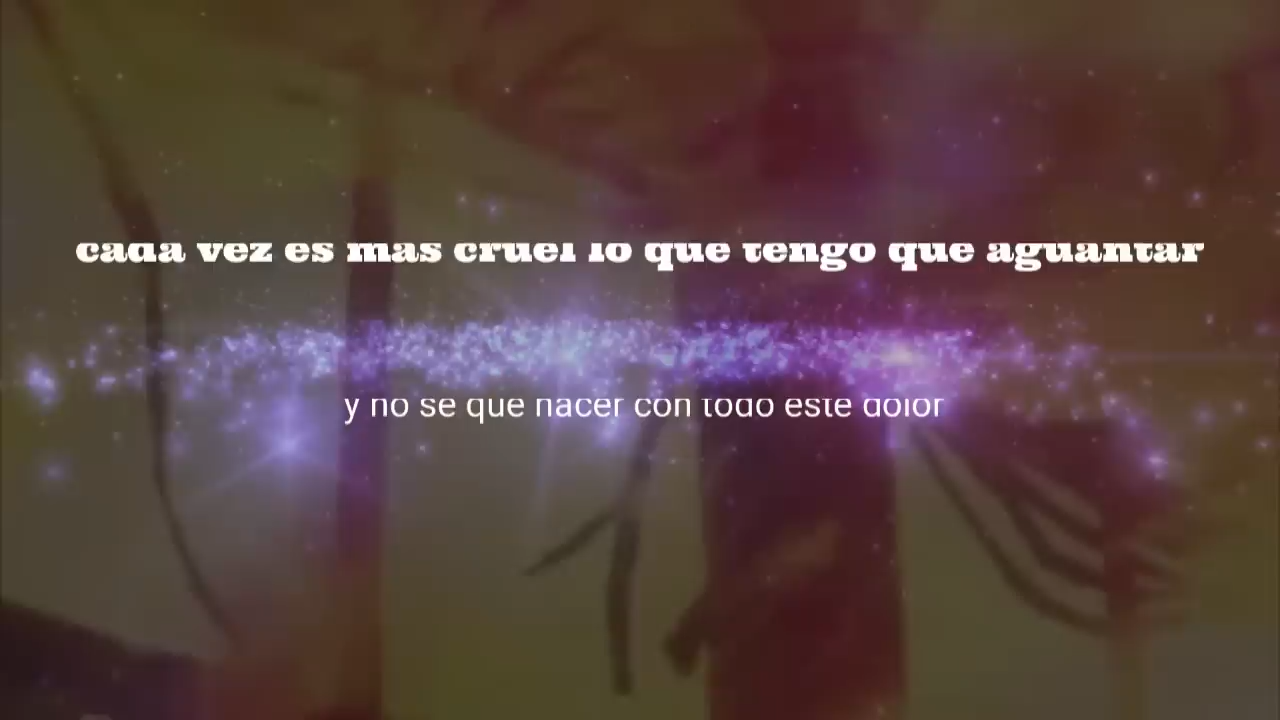 cada vez es mas cruel lo que tengo que aguantar
y no se que hacer con todo este dolor